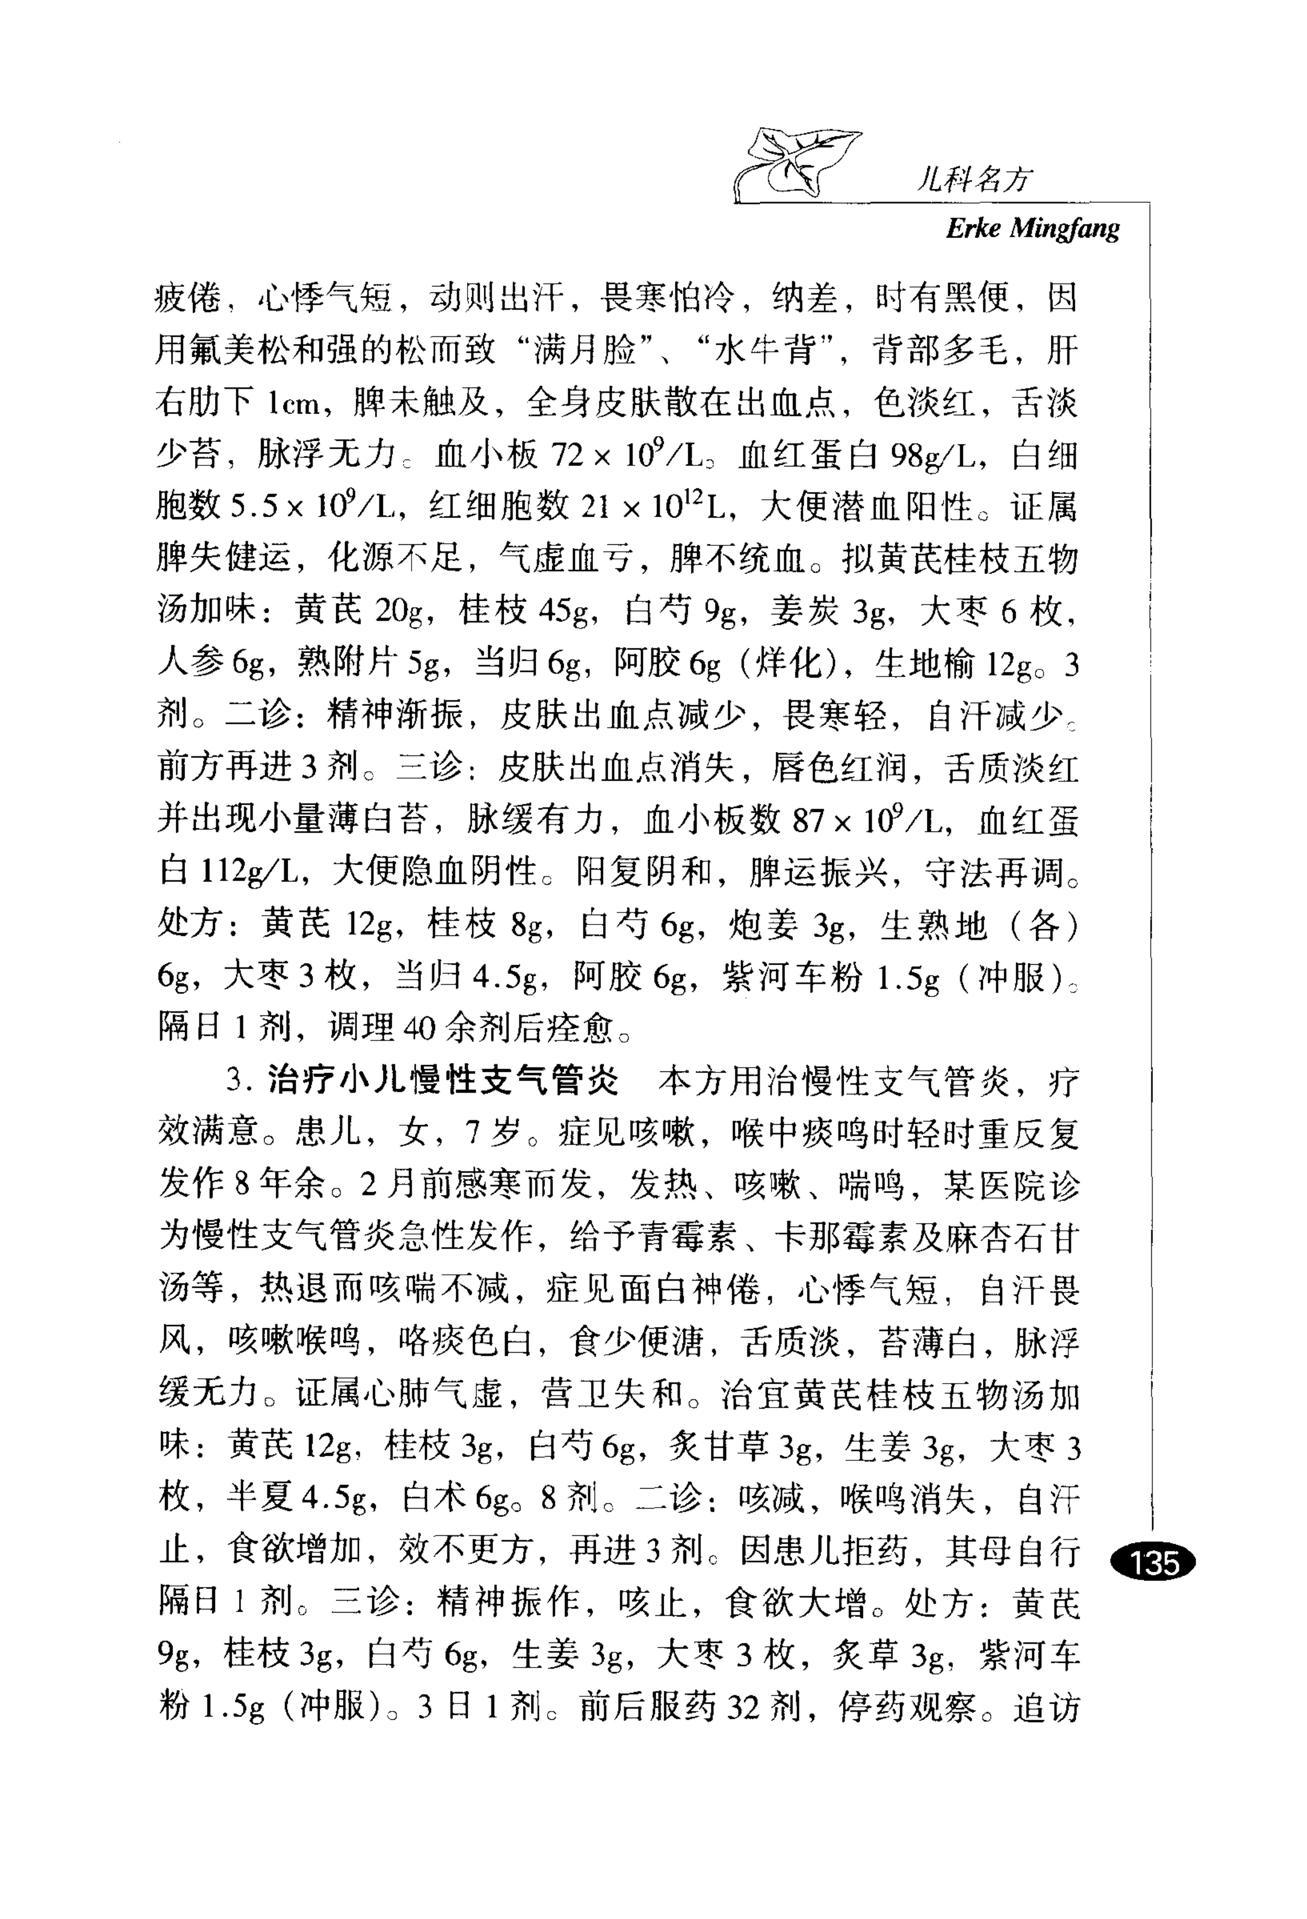 儿科名方
Erke Mingfang
疲倦，心悸气短，动则出汗，畏寒怕冷，纳差，时有黑便，因
用氟美松和强的松而致“满月脸”、“水牛背”，背部多毛，肝
右肋下 1cm，脾未触及，全身皮肤散在出血点，色淡红，舌淡
少苔，脉浮无力。血小板 72×10⁹/L。血红蛋白 98g/L，白细
胞数 5.5×10⁹/L，红细胞数 21×10¹²L，大便潜血阳性。证属
脾失健运，化源不足，气虚血亏，脾不统血。拟黄芪桂枝五物
汤加味：黄芪 20g，桂枝 45g，白芍 9g，姜炭 3g，大枣 6 枚，
人参 6g，熟附片 5g，当归 6g，阿胶 6g（烊化），生地榆 12g。3
剂。二诊：精神渐振，皮肤出血点减少，畏寒轻，自汗减少。
前方再进 3 剂。三诊：皮肤出血点消失，唇色红润，舌质淡红
并出现小量薄白苔，脉缓有力，血小板数 87×10⁹/L，血红蛋
白 112g/L，大便隐血阴性。阳复阴和，脾运振兴，守法再调。
处方：黄芪 12g，桂枝 8g，白芍 6g，炮姜 3g，生熟地（各）
6g，大枣 3 枚，当归 4.5g，阿胶 6g，紫河车粉 1.5g（冲服）。
隔日 1 剂，调理 40 余剂后痊愈。
3. 治疗小儿慢性支气管炎　本方用治慢性支气管炎，疗
效满意。患儿，女，7 岁。症见咳嗽，喉中痰鸣时轻时重反复
发作 8 年余。2 月前感寒而发，发热、咳嗽、喘鸣，某医院诊
为慢性支气管炎急性发作，给予青霉素、卡那霉素及麻杏石甘
汤等，热退而咳喘不减，症见面白神倦，心悸气短，自汗畏
风，咳嗽喉鸣，咯痰色白，食少便溏，舌质淡，苔薄白，脉浮
缓无力。证属心肺气虚，营卫失和。治宜黄芪桂枝五物汤加
味：黄芪 12g，桂枝 3g，白芍 6g，炙甘草 3g，生姜 3g，大枣 3
枚，半夏 4.5g，白术 6g。8 剂。二诊：咳减，喉鸣消失，自汗
止，食欲增加，效不更方，再进 3 剂。因患儿拒药，其母自行
隔日 1 剂。三诊：精神振作，咳止，食欲大增。处方：黄芪
9g，桂枝 3g，白芍 6g，生姜 3g，大枣 3 枚，炙草 3g，紫河车
粉 1.5g（冲服）。3 日 1 剂。前后服药 32 剂，停药观察。追访
135